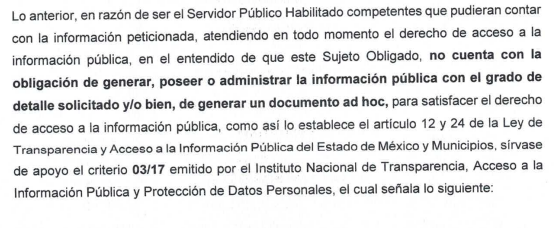 Lo anterior, en razón de ser el Servidor Público Habilitado competentes que pudieran contar
con la información peticionada, atendiendo en todo momento el derecho de acceso a la
información pública, en el entendido de que este Sujeto Obligado, no cuenta con la
obligación de generar, poseer o administrar la información pública con el grado de
detalle solicitado y/o bien, de generar un documento ad hoc, para satisfacer el derecho
de acceso a la información pública, como así lo establece el artículo 12 y 24 de la Ley de
Transparencia y Acceso a la Información Pública del Estado de México y Municipios, sírvase
de apoyo el criterio 03/17 emitido por el Instituto Nacional de Transparencia, Acceso a la
Información Pública y Protección de Datos Personales, el cual señala lo siguiente: